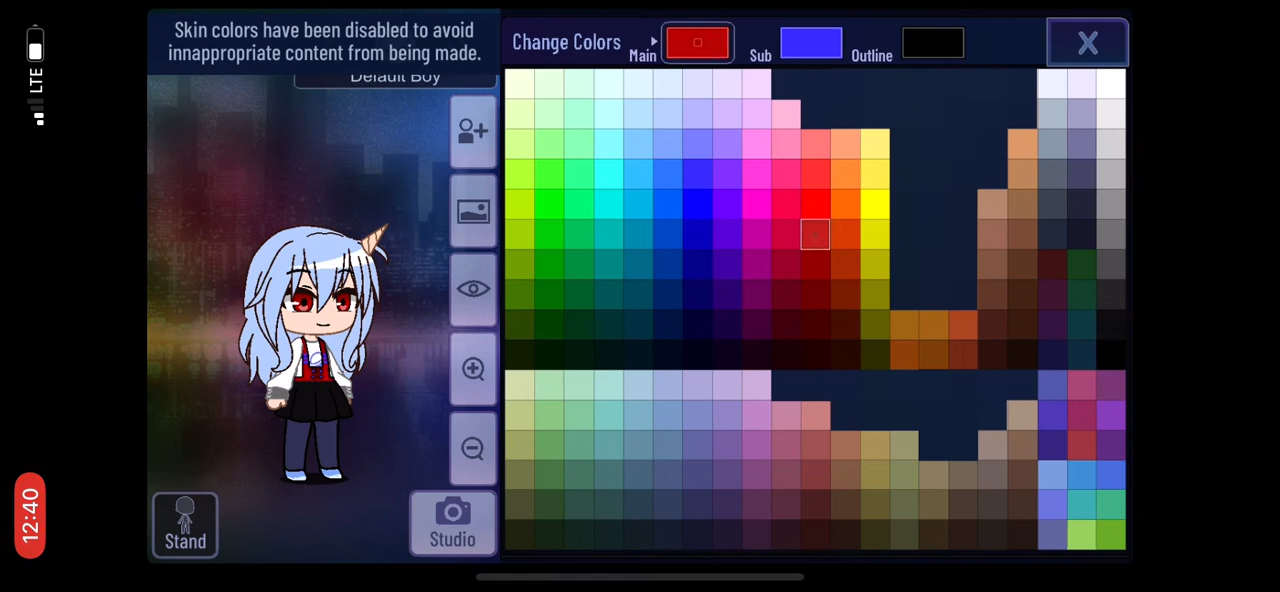 Skin colors have been disabled to avoid
innappropriate content from being made.
Default Boy
Change Colors
Main
Sub
Outline
X
Stand
Studio
LTE
12:40